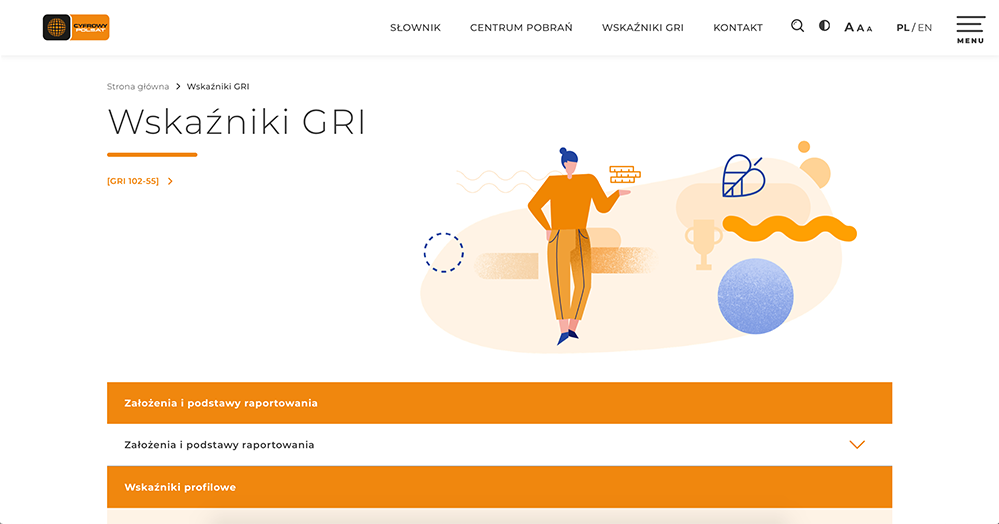 CYFROWY
POLSAT
SŁOWNIK CENTRUM POBRAŃ WSKAŹNIKI GRI KONTAKT A A A PL / EN
MENU
Strona główna > Wskaźniki GRI
Wskaźniki GRI
[GRI 102-55] >
Założenia i podstawy raportowania
Założenia i podstawy raportowania
Wskaźniki profilowe